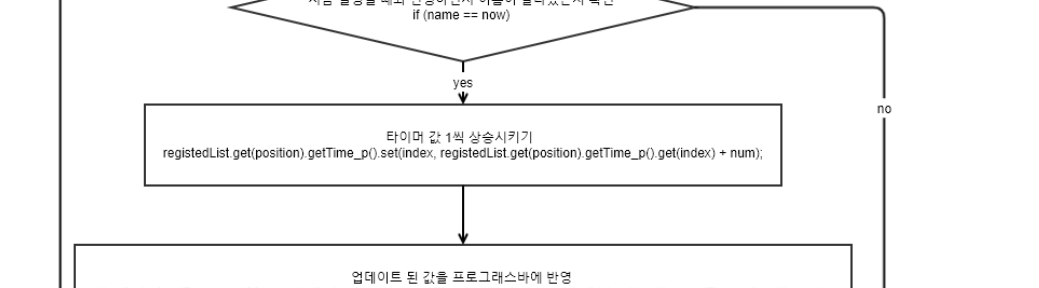 if (name == now)
yes
no
타이머 값 1씩 상승시키기
registedList.get(position).getTime_p().set(index, registedList.get(position).getTime_p().get(index) + num);
업데이트 된 값을 프로그래스바에 반영